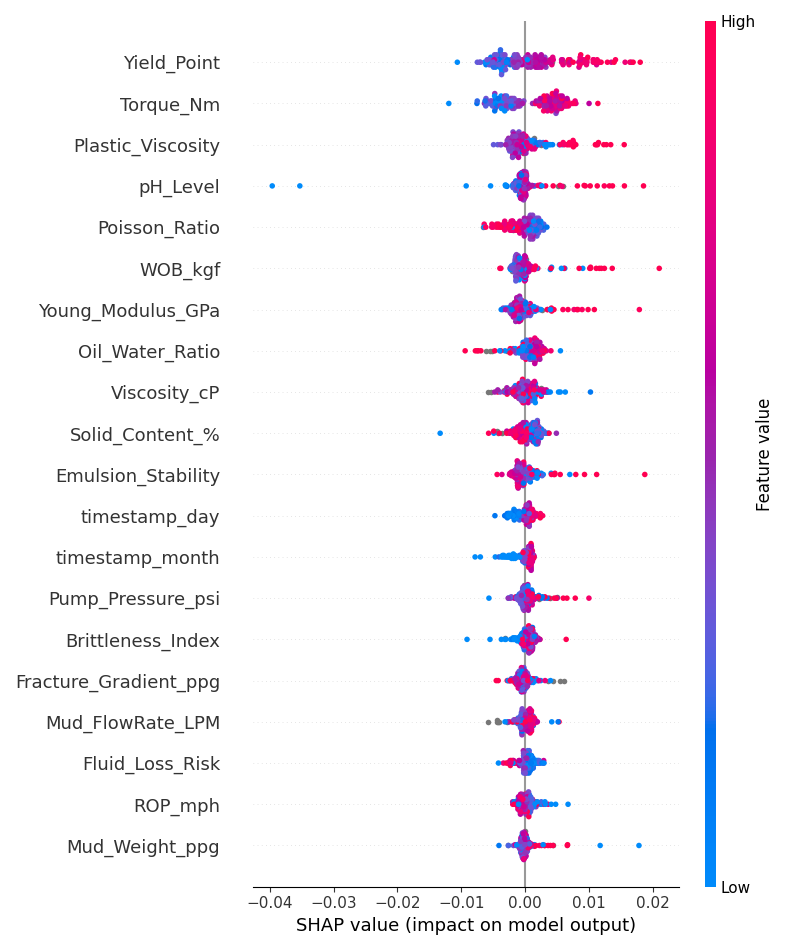 High
Yield_Point
Torque_Nm
Plastic_Viscosity
pH_Level
Poisson_Ratio
WOB_kgf
Young_Modulus_GPa
Oil_Water_Ratio
Viscosity_cP
Solid_Content_%
Emulsion_Stability
timestamp_day
timestamp_month
Pump_Pressure_psi
Brittleness_Index
Fracture_Gradient_ppg
Mud_FlowRate_LPM
Fluid_Loss_Risk
ROP_mph
Mud_Weight_ppg
Feature value
Low
−0.04 −0.03 −0.02 −0.01 0.00 0.01 0.02
SHAP value (impact on model output)